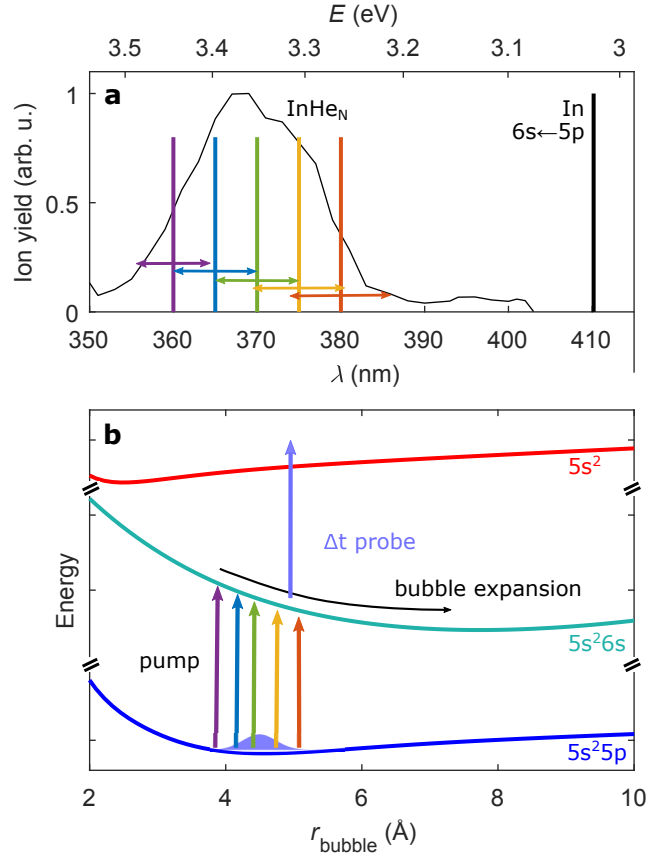 E (eV)
3.5 3.4 3.3 3.2 3.1 3
a
InHe_N
In
6s←5p
Ion yield (arb. u.)
1
0.5
0
350 360 370 380 390 400 410
λ (nm)
b
5s²
Δt probe
bubble expansion
Energy
5s²6s
pump
5s²5p
2 4 6 8 10
r_bubble (Å)